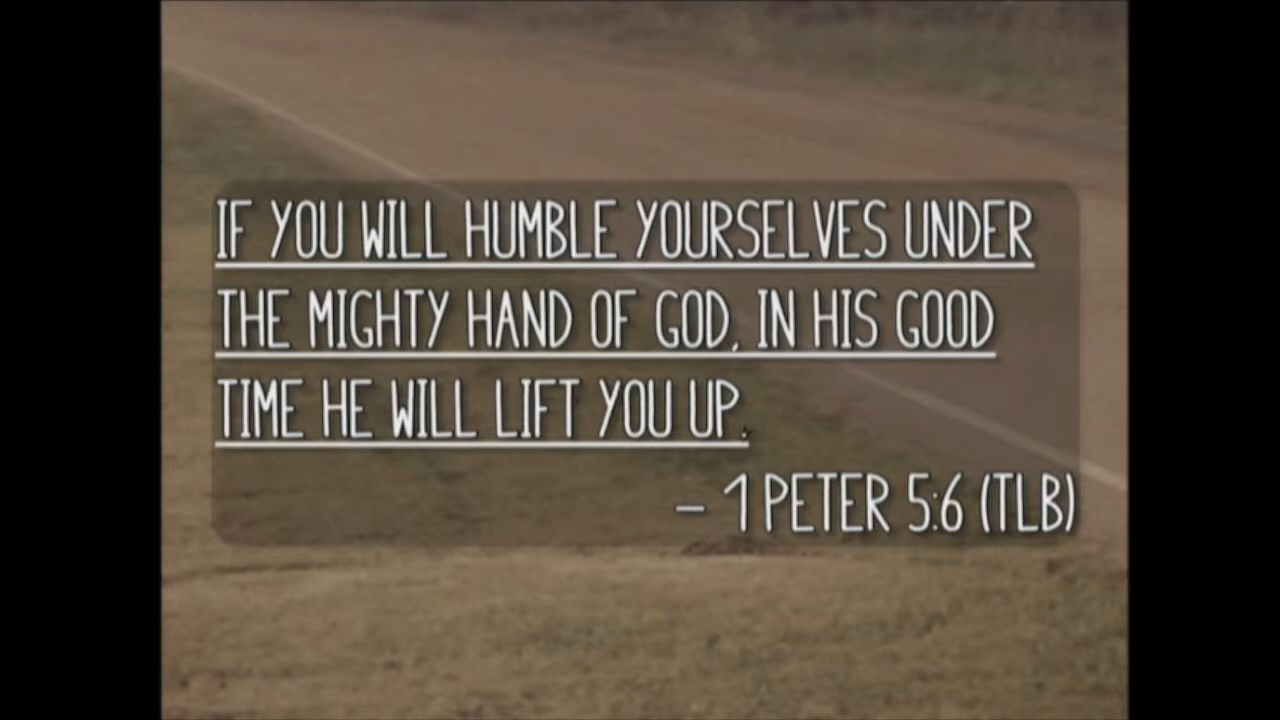 IF YOU WILL HUMBLE YOURSELVES UNDER
THE MIGHTY HAND OF GOD, IN HIS GOOD
TIME HE WILL LIFT YOU UP.
– 1 PETER 5:6 (TLB)